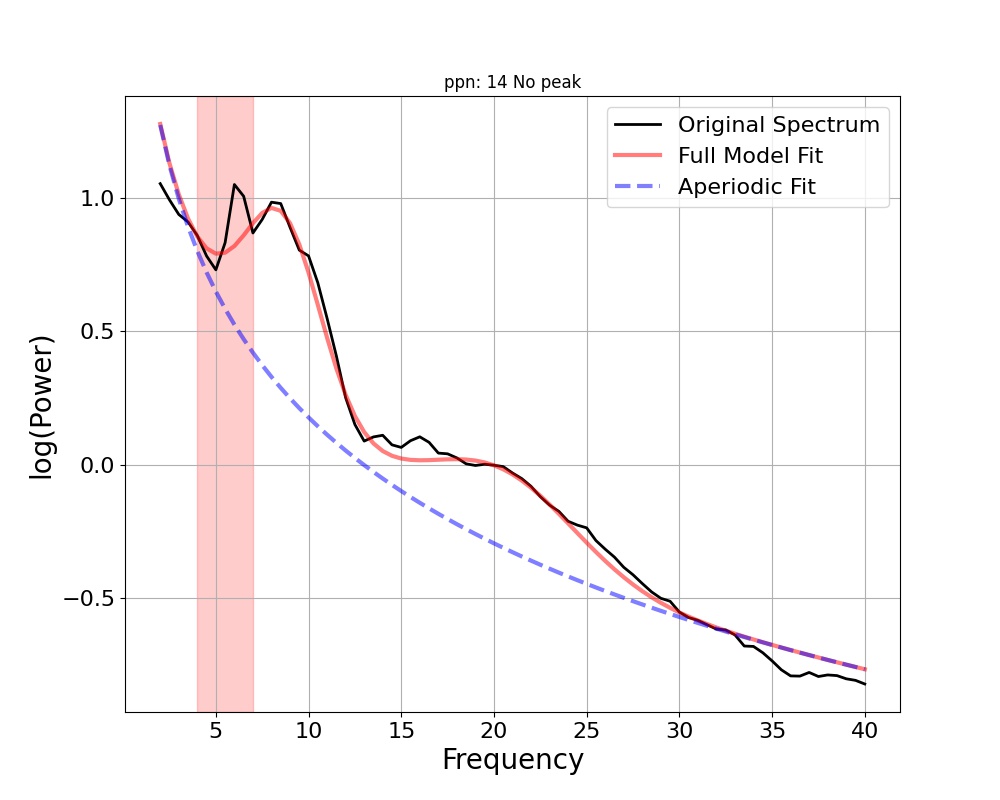 ppn: 14 No peak
Original Spectrum
Full Model Fit
Aperiodic Fit
log(Power)
1.0
0.5
0.0
−0.5
5 10 15 20 25 30 35 40
Frequency